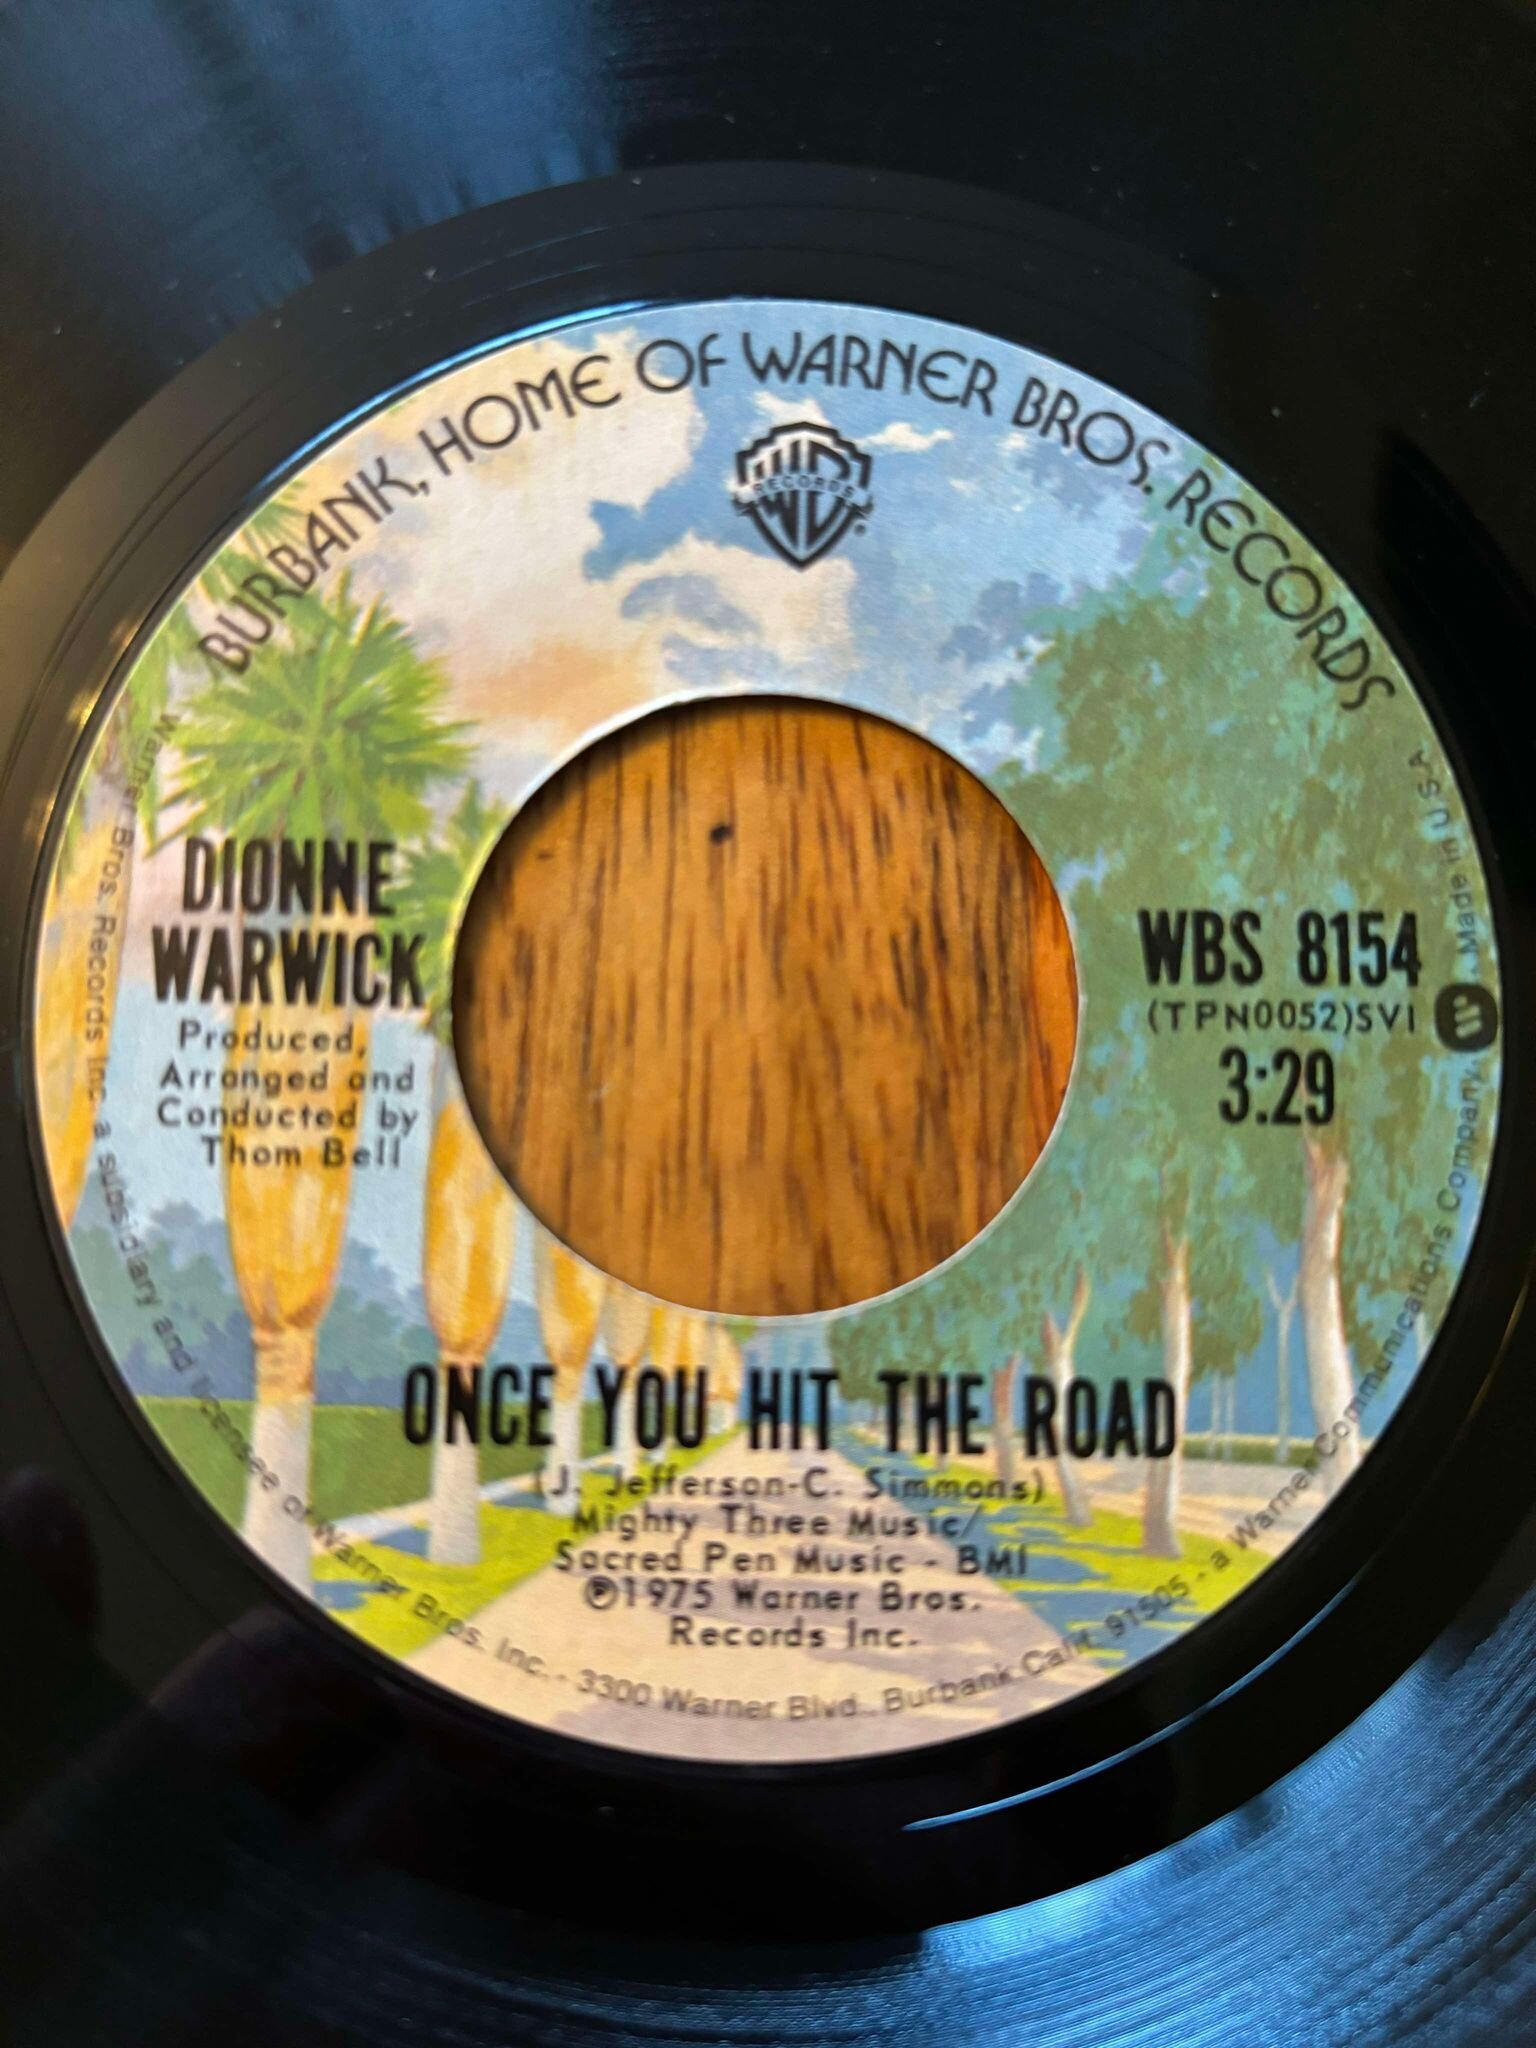 BURBANK, HOME OF WARNER BROS. RECORDS
WB
RECORDS
®
DIONNE
WARWICK
Produced,
Arranged and
Conducted by
Thom Bell
WBS 8154
(TPN0052)SV1
3:29
ONCE YOU HIT THE ROAD
(J. Jefferson-C. Simmons)
Mighty Three Music/
Sacred Pen Music - BMI
℗1975 Warner Bros.
Records Inc.
Warner Bros. Records Inc. a subsidiary and licensee of Warner Bros. Inc. - 3300 Warner Blvd., Burbank, Calif. 91505 - a Warner Communications Company. Made in U.S.A.